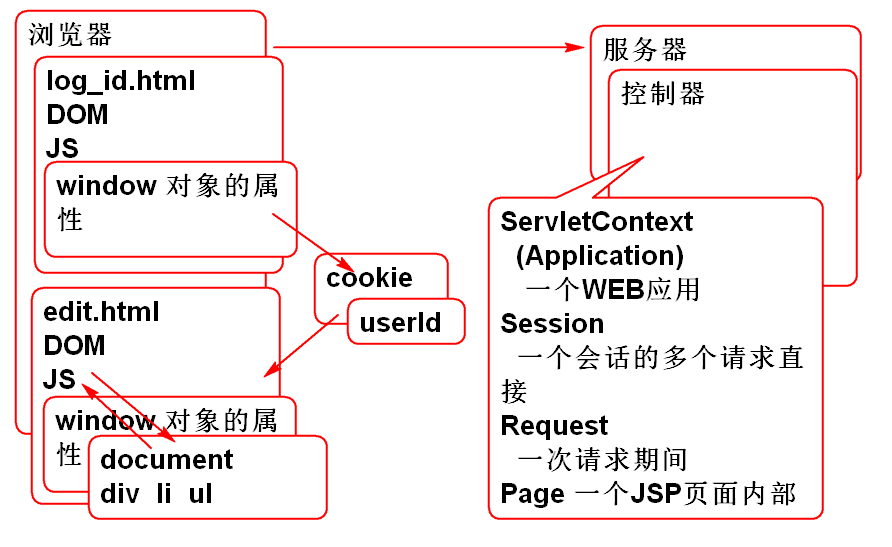 浏览器
log_id.html
DOM
JS
window 对象的属
性
cookie
userId
edit.html
DOM
JS
window 对象的属
性
document
div li ul
服务器
控制器
ServletContext
(Application)
一个WEB应用
Session
一个会话的多个请求直
接
Request
一次请求期间
Page 一个JSP页面内部